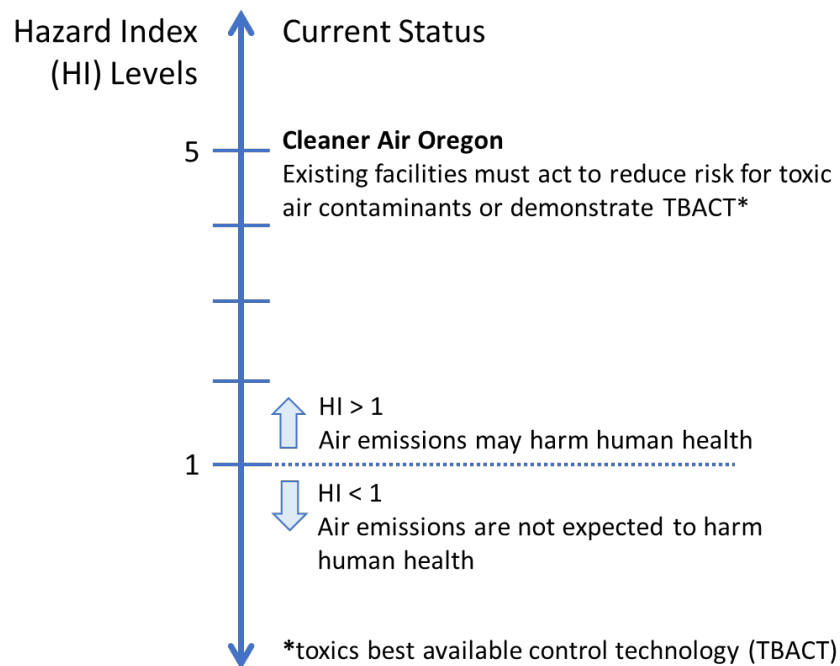 Hazard Index
(HI) Levels
Current Status
5
Cleaner Air Oregon
Existing facilities must act to reduce risk for toxic
air contaminants or demonstrate TBACT*
HI > 1
Air emissions may harm human health
1
HI < 1
Air emissions are not expected to harm
human health
*toxics best available control technology (TBACT)